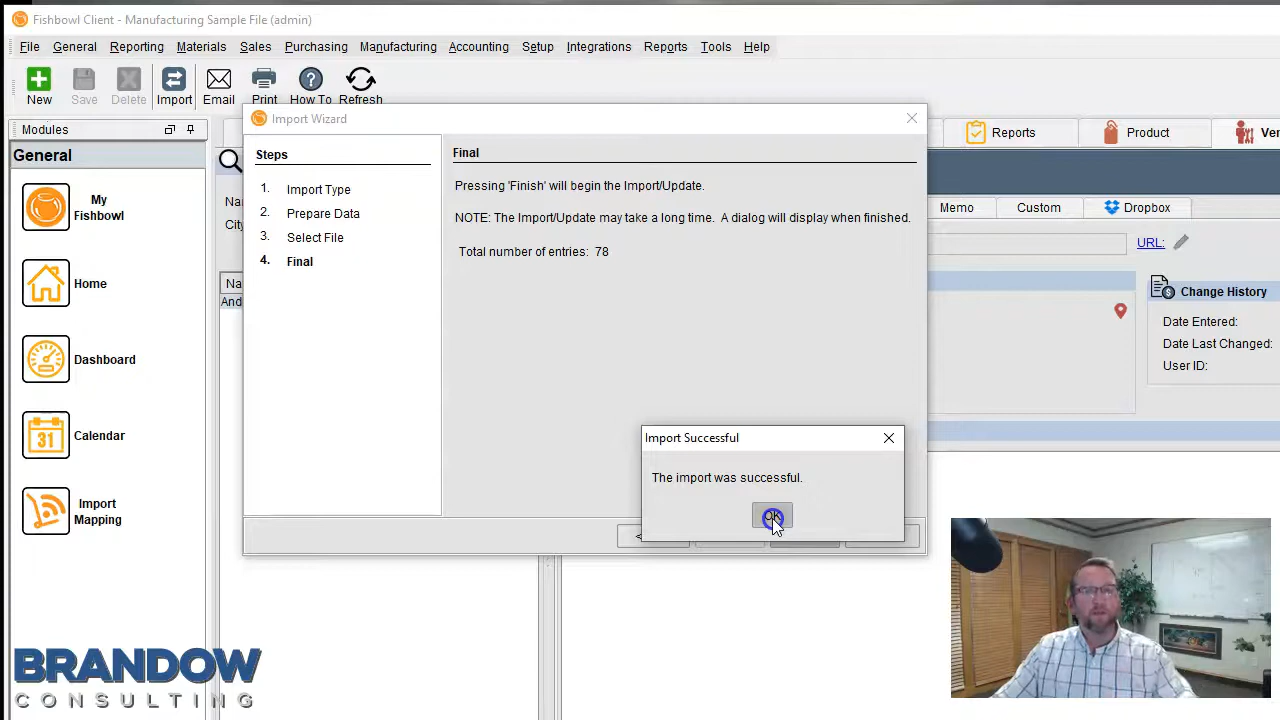 Fishbowl Client - Manufacturing Sample File (admin)
File General Reporting Materials Sales Purchasing Manufacturing Accounting Setup Integrations Reports Tools Help
New Save Delete Import Email Print How To Refresh
Modules
General
My Fishbowl
Home
Dashboard
31 Calendar
Import Mapping
Import Wizard
Steps
1. Import Type
2. Prepare Data
3. Select File
4. Final
Final
Pressing 'Finish' will begin the Import/Update.
NOTE: The Import/Update may take a long time. A dialog will display when finished.
Total number of entries: 78
Import Successful
The import was successful.
OK
Reports Product
Memo Custom Dropbox
URL:
Change History
Date Entered:
Date Last Changed:
User ID:
BRANDOW
CONSULTING